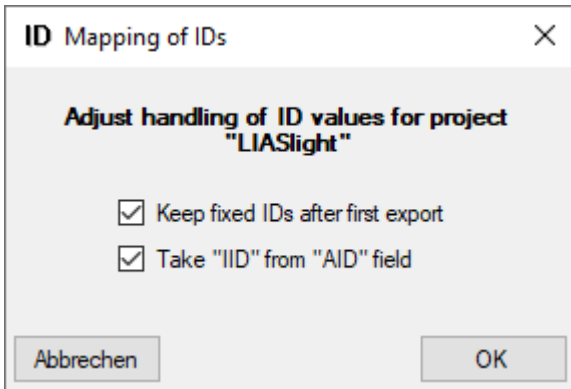 ID Mapping of IDs
Adjust handling of ID values for project
"LIASlight"
Keep fixed IDs after first export
Take "IID" from "AID" field
Abbrechen OK